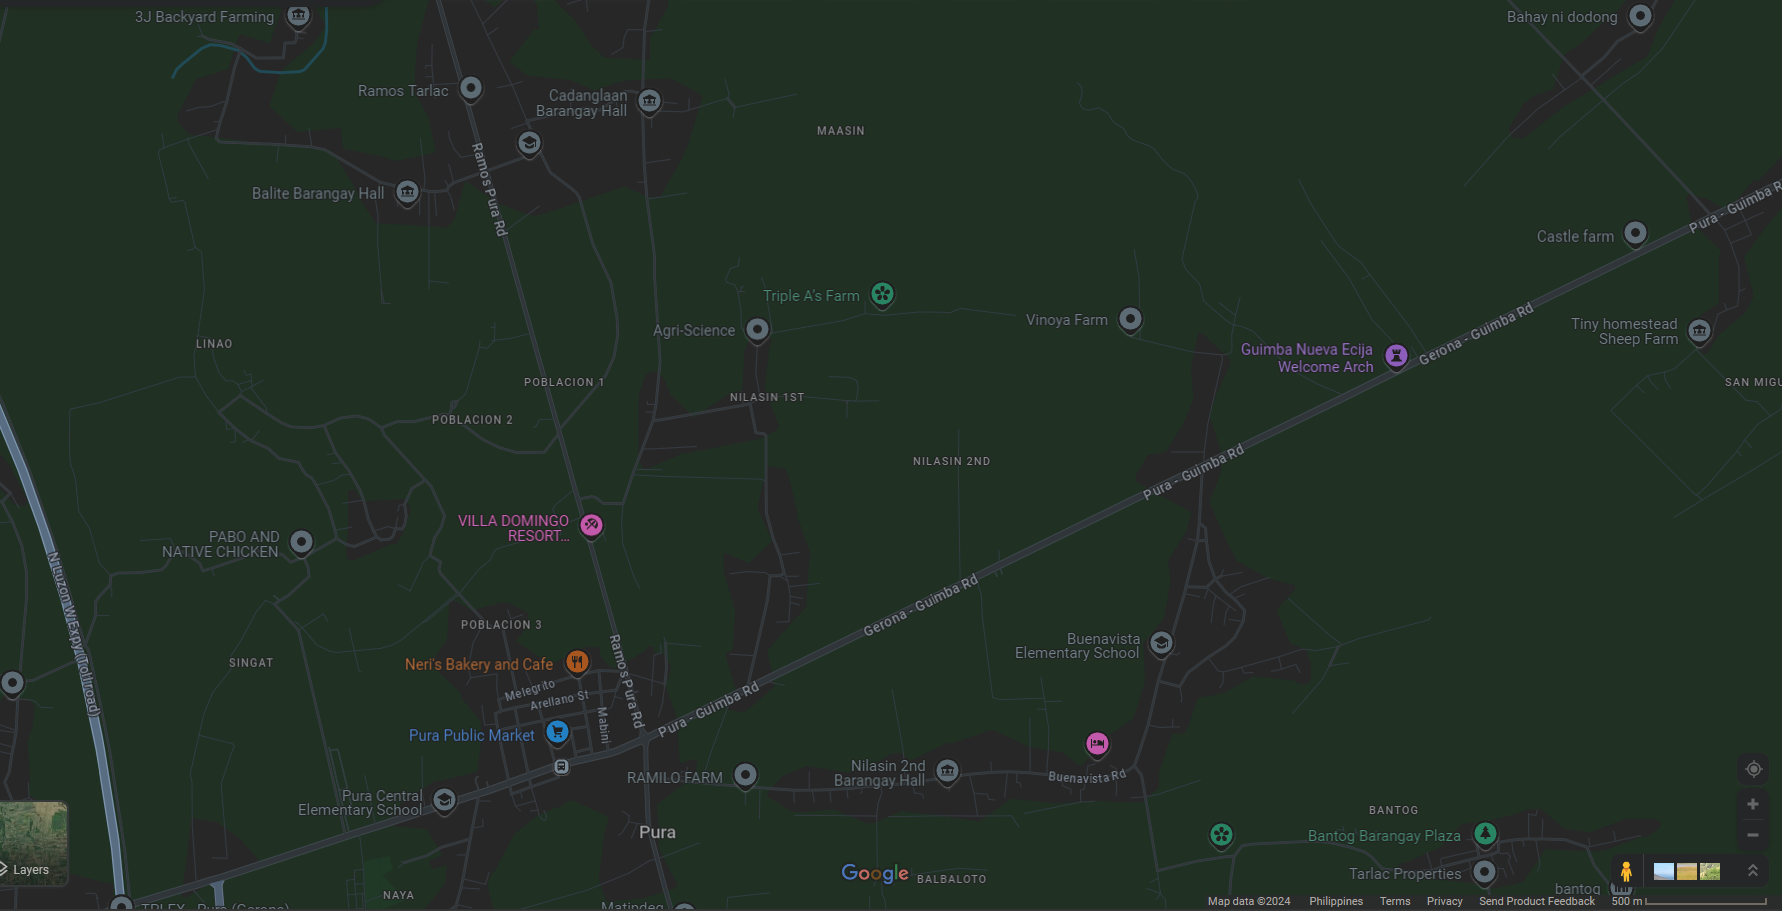 3J Backyard Farming
Bahay ni dodong
Ramos Tarlac
Cadanglaan
Barangay Hall
MAASIN
Ramos Pura Rd
Balite Barangay Hall
Pura - Guimba R
Castle farm
Triple A's Farm
Vinoya Farm
Agri-Science
Gerona - Guimba Rd
Tiny homestead
Sheep Farm
LINAO
Guimba Nueva Ecija
Welcome Arch
POBLACION 1
SAN MIGU
NILASIN 1ST
POBLACION 2
NILASIN 2ND
Pura - Guimba Rd
VILLA DOMINGO
RESORT...
PABO AND
NATIVE CHICKEN
N Luzon W Expy (Toll road)
Gerona - Guimba Rd
POBLACION 3
Buenavista
Elementary School
SINGAT
Neri's Bakery and Cafe
Ramos Pura Rd
Melegrito
Arellano St
Mabini
Pura - Guimba Rd
Pura Public Market
Nilasin 2nd
Barangay Hall
RAMILO FARM
Buenavista Rd
Pura Central
Elementary School
BANTOG
Pura
Bantog Barangay Plaza
Layers
Google
BALBALOTO
Tarlac Properties
NAYA
bantog
TPLEX - Pura (Gerona)
Matindeg
Map data ©2024
Philippines
Terms
Privacy
Send Product Feedback
500 m